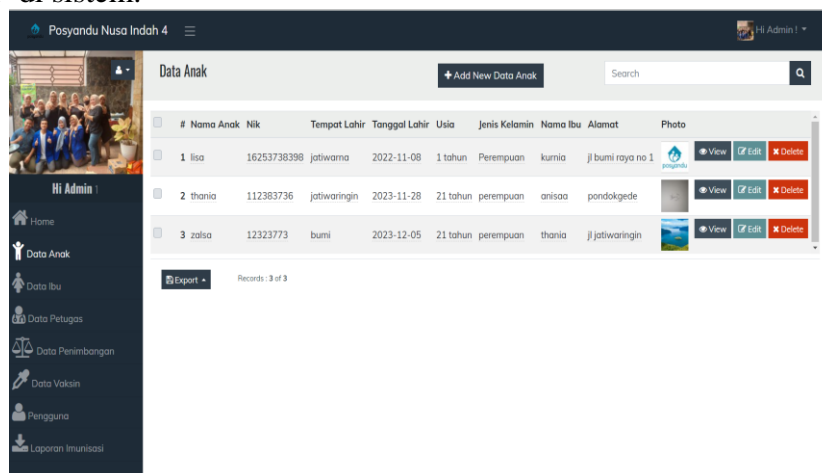 di sistem.
Posyandu Nusa Indah 4
Hi Admin !
Data Anak
+ Add New Data Anak
Search
# Nama Anak Nik Tempat Lahir Tanggal Lahir Usia Jenis Kelamin Nama Ibu Alamat Photo
1 lisa 16253738398 jatiwarna 2022-11-08 1 tahun Perempuan kurnia jl bumi raya no 1 posyandu View Edit Delete
2 thania 112383736 jatiwaringin 2023-11-28 21 tahun perempuan anisaa pondokgede View Edit Delete
3 zalsa 12323773 bumi 2023-12-05 21 tahun perempuan thania jl jatiwaringin View Edit Delete
Export
Records : 3 of 3
Hi Admin !
Home
Data Anak
Data Ibu
Data Petugas
Data Penimbangan
Data Vaksin
Pengguna
Laporan Imunisasi